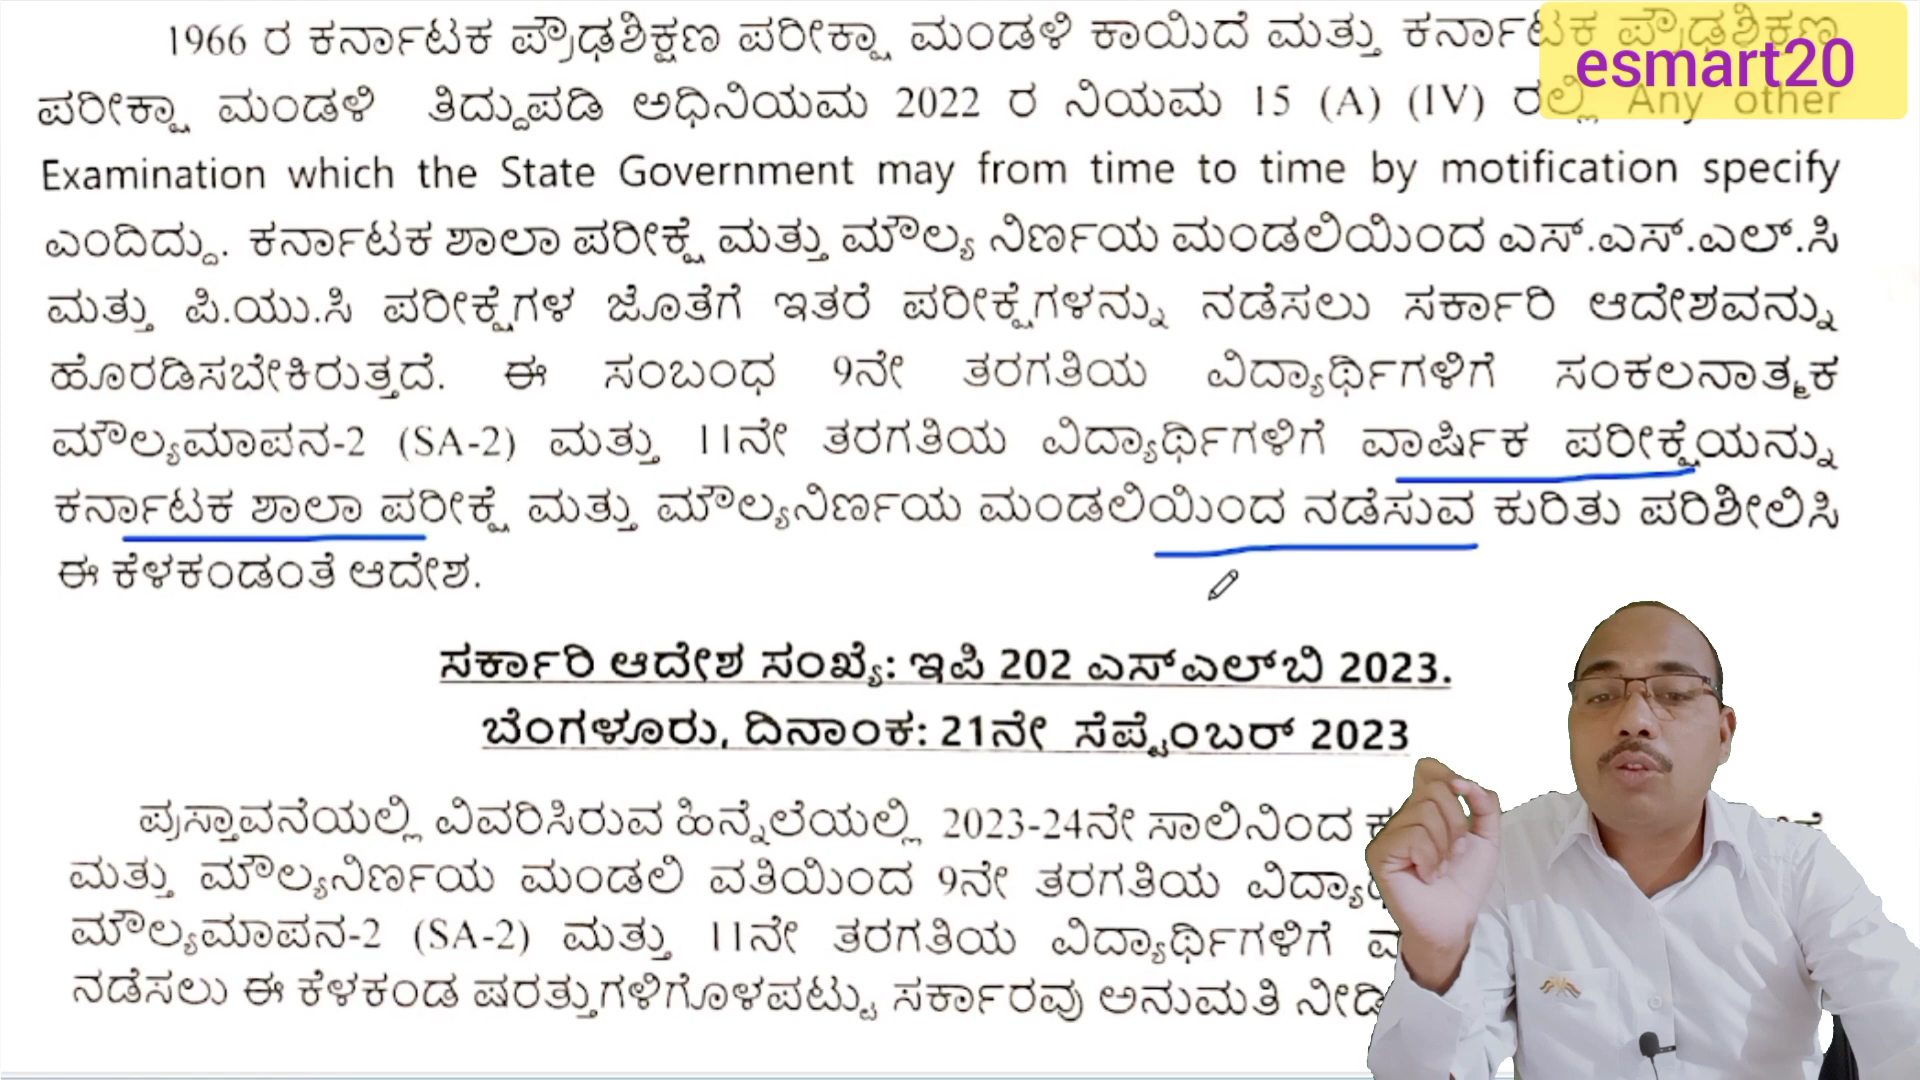 1966 ರ ಕರ್ನಾಟಕ ಪ್ರೌಢಶಿಕ್ಷಣ ಪರೀಕ್ಷಾ ಮಂಡಳಿ ಕಾಯಿದೆ ಮತ್ತು ಕರ್ನಾಟಕ ಪ್ರೌಢಶಿಕ್ಷಣ
esmart20
ಪರೀಕ್ಷಾ ಮಂಡಳಿ ತಿದ್ದುಪಡಿ ಅಧಿನಿಯಮ 2022 ರ ನಿಯಮ 15 (A) (IV) ರಲ್ಲಿ Any other
Examination which the State Government may from time to time by motification specify
ಎಂದಿದ್ದು. ಕರ್ನಾಟಕ ಶಾಲಾ ಪರೀಕ್ಷೆ ಮತ್ತು ಮೌಲ್ಯ ನಿರ್ಣಯ ಮಂಡಲಿಯಿಂದ ಎಸ್.ಎಸ್.ಎಲ್.ಸಿ
ಮತ್ತು ಪಿ.ಯು.ಸಿ ಪರೀಕ್ಷೆಗಳ ಜೊತೆಗೆ ಇತರೆ ಪರೀಕ್ಷೆಗಳನ್ನು ನಡೆಸಲು ಸರ್ಕಾರಿ ಆದೇಶವನ್ನು
ಹೊರಡಿಸಬೇಕಿರುತ್ತದೆ. ಈ ಸಂಬಂಧ 9ನೇ ತರಗತಿಯ ವಿದ್ಯಾರ್ಥಿಗಳಿಗೆ ಸಂಕಲನಾತ್ಮಕ
ಮೌಲ್ಯಮಾಪನ-2 (SA-2) ಮತ್ತು 11ನೇ ತರಗತಿಯ ವಿದ್ಯಾರ್ಥಿಗಳಿಗೆ ವಾರ್ಷಿಕ ಪರೀಕ್ಷೆಯನ್ನು
ಕರ್ನಾಟಕ ಶಾಲಾ ಪರೀಕ್ಷೆ ಮತ್ತು ಮೌಲ್ಯನಿರ್ಣಯ ಮಂಡಲಿಯಿಂದ ನಡೆಸುವ ಕುರಿತು ಪರಿಶೀಲಿಸಿ
ಈ ಕೆಳಕಂಡಂತೆ ಆದೇಶ.
ಸರ್ಕಾರಿ ಆದೇಶ ಸಂಖ್ಯೆ: ಇಪಿ 202 ಎಸ್‌ಎಲ್‌ಬಿ 2023.
ಬೆಂಗಳೂರು, ದಿನಾಂಕ: 21ನೇ ಸೆಪ್ಟೆಂಬರ್ 2023
ಪ್ರಸ್ತಾವನೆಯಲ್ಲಿ ವಿವರಿಸಿರುವ ಹಿನ್ನೆಲೆಯಲ್ಲಿ 2023-24ನೇ ಸಾಲಿನಿಂದ
ಮತ್ತು ಮೌಲ್ಯನಿರ್ಣಯ ಮಂಡಲಿ ವತಿಯಿಂದ 9ನೇ ತರಗತಿಯ
ಮೌಲ್ಯಮಾಪನ-2 (SA-2) ಮತ್ತು 11ನೇ ತರಗತಿಯ ವಿದ್ಯಾರ್ಥಿಗಳಿಗೆ
ನಡೆಸಲು ಈ ಕೆಳಕಂಡ ಷರತ್ತುಗಳಿಗೊಳಪಟ್ಟು ಸರ್ಕಾರವು ಅನುಮತಿ